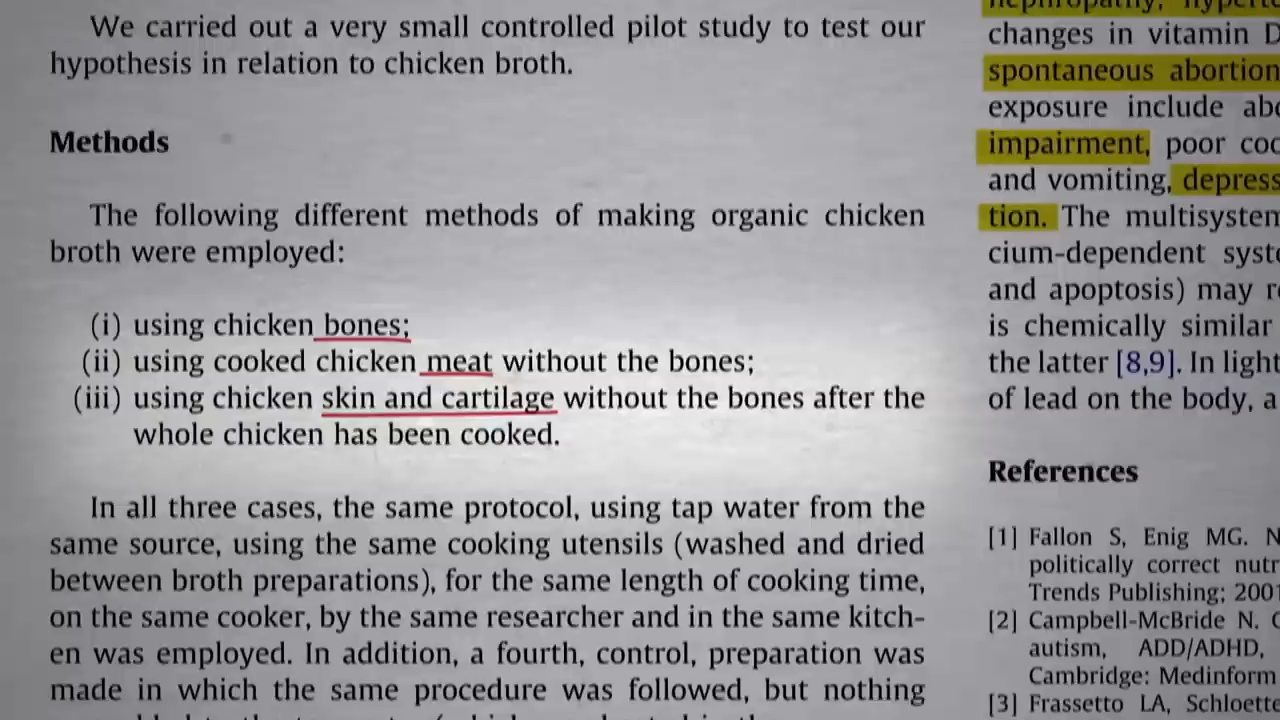 We carried out a very small controlled pilot study to test our
hypothesis in relation to chicken broth.
Methods
The following different methods of making organic chicken
broth were employed:
(i) using chicken bones;
(ii) using cooked chicken meat without the bones;
(iii) using chicken skin and cartilage without the bones after the
whole chicken has been cooked.
In all three cases, the same protocol, using tap water from the
same source, using the same cooking utensils (washed and dried
between broth preparations), for the same length of cooking time,
on the same cooker, by the same researcher and in the same kitch-
en was employed. In addition, a fourth, control, preparation was
made in which the same procedure was followed, but nothing
nephropathy,
changes in vitamin D
spontaneous abortion
exposure include
impairment, poor
and vomiting, depress
tion. The multisystem
cium-dependent syste
and apoptosis) may
is chemically similar
the latter [8,9]. In light
of lead on the body, a
References
[1] Fallon S, Enig MG. N
politically correct nutr
Trends Publishing; 2001
[2] Campbell-McBride N.
autism, ADD/ADHD,
Cambridge: Medinform
[3] Frassetto LA, Schloette